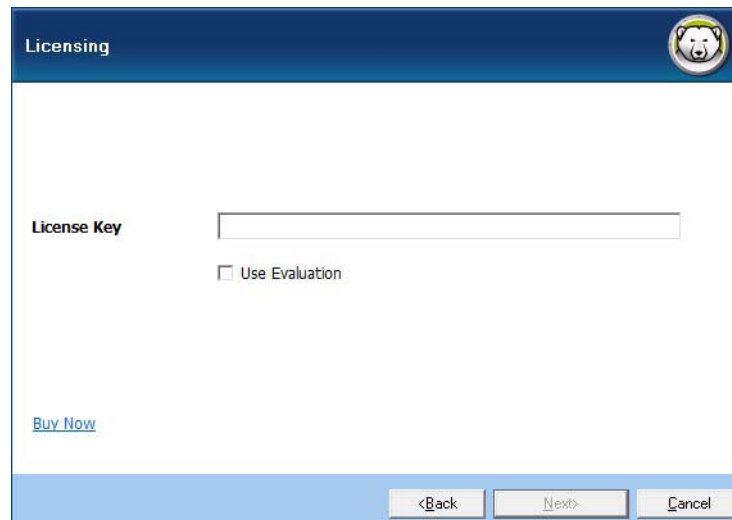 Licensing
License Key
Use Evaluation
Buy Now
<Back Next> Cancel